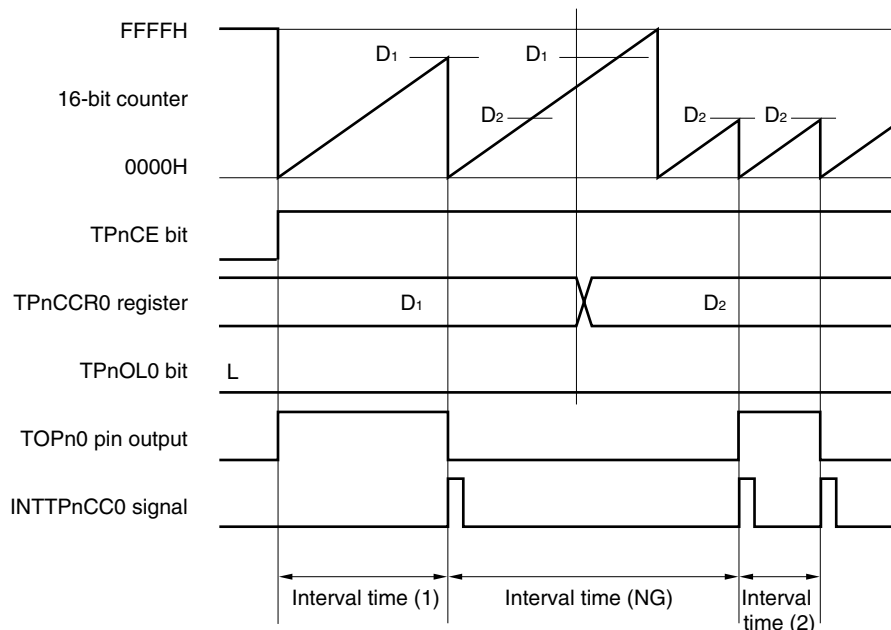 FFFFH
D1
D1
16-bit counter
D2
D2
D2
0000H
TPnCE bit
TPnCCR0 register
D1
D2
TPnOL0 bit
L
TOPn0 pin output
INTTPnCC0 signal
Interval time (1)
Interval time (NG)
Interval
time (2)